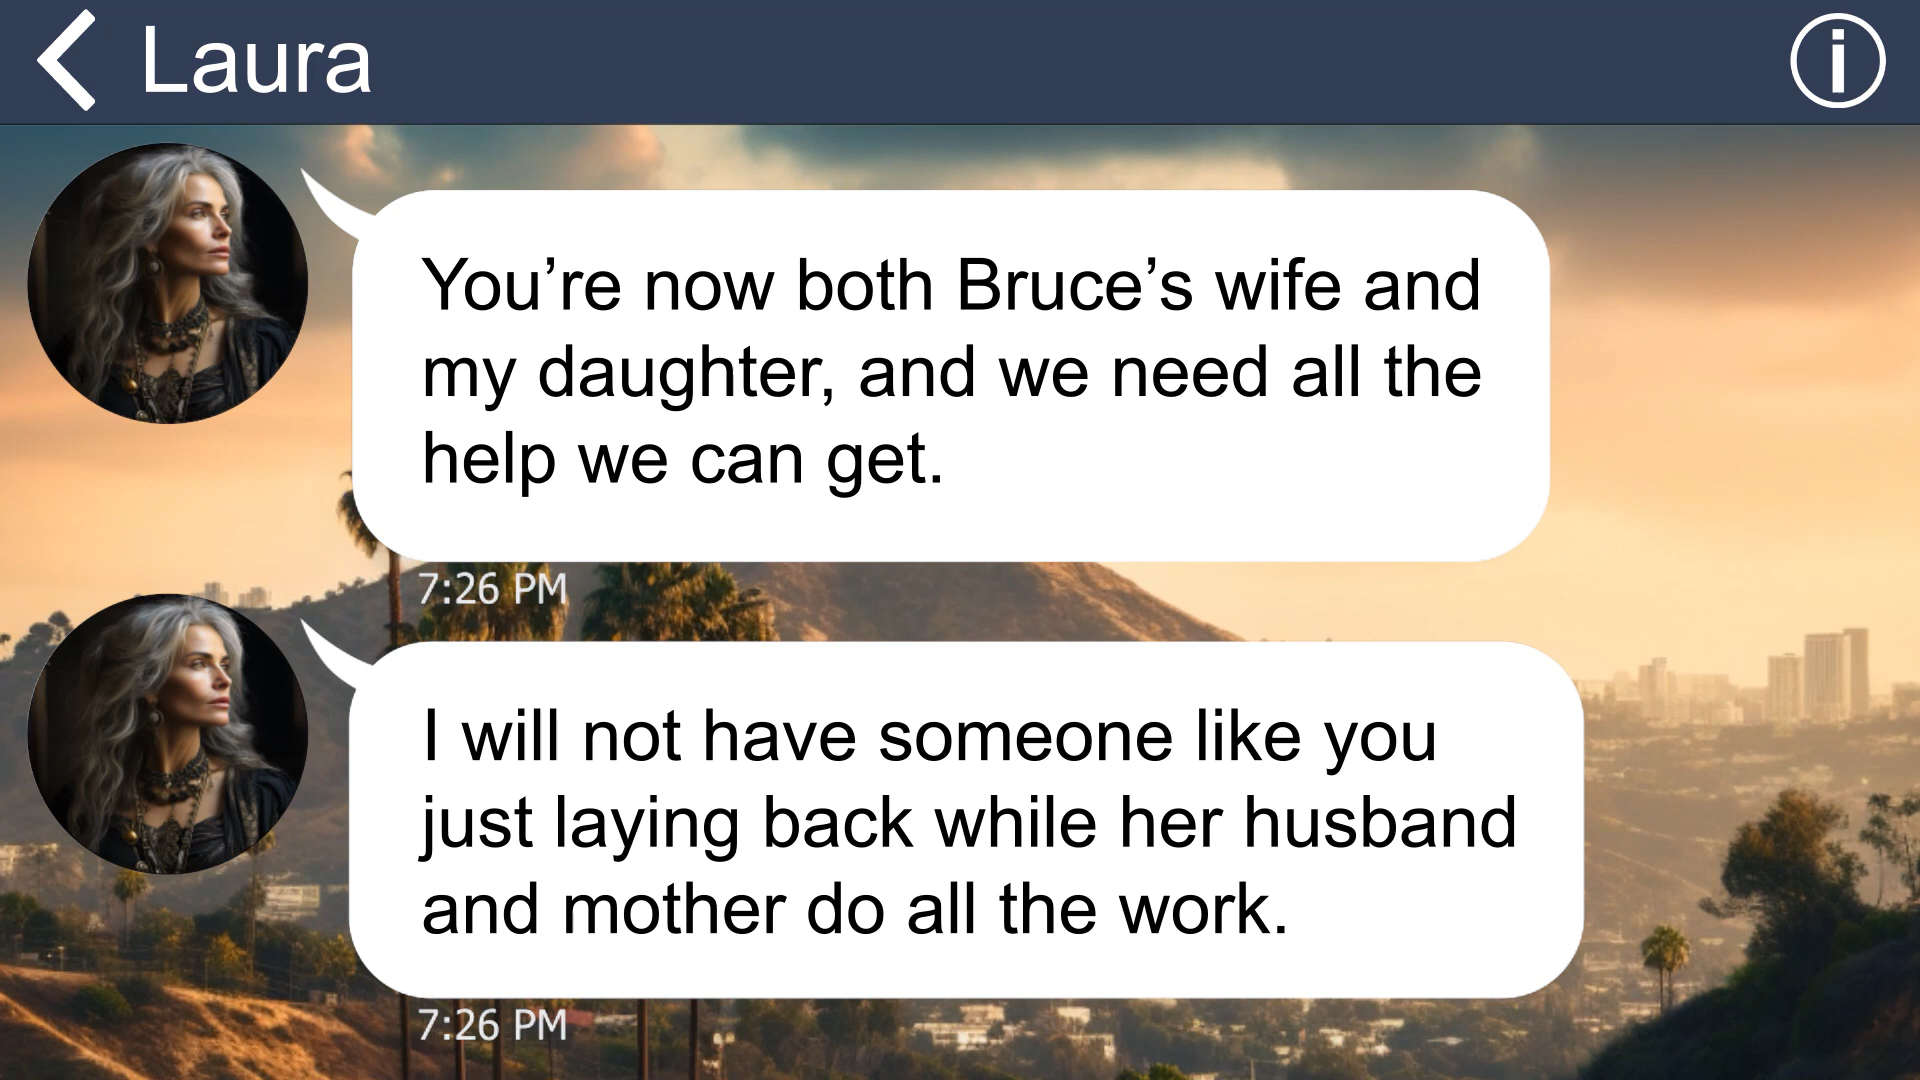 Laura
You’re now both Bruce’s wife and
my daughter, and we need all the
help we can get.
7:26 PM
I will not have someone like you
just laying back while her husband
and mother do all the work.
7:26 PM